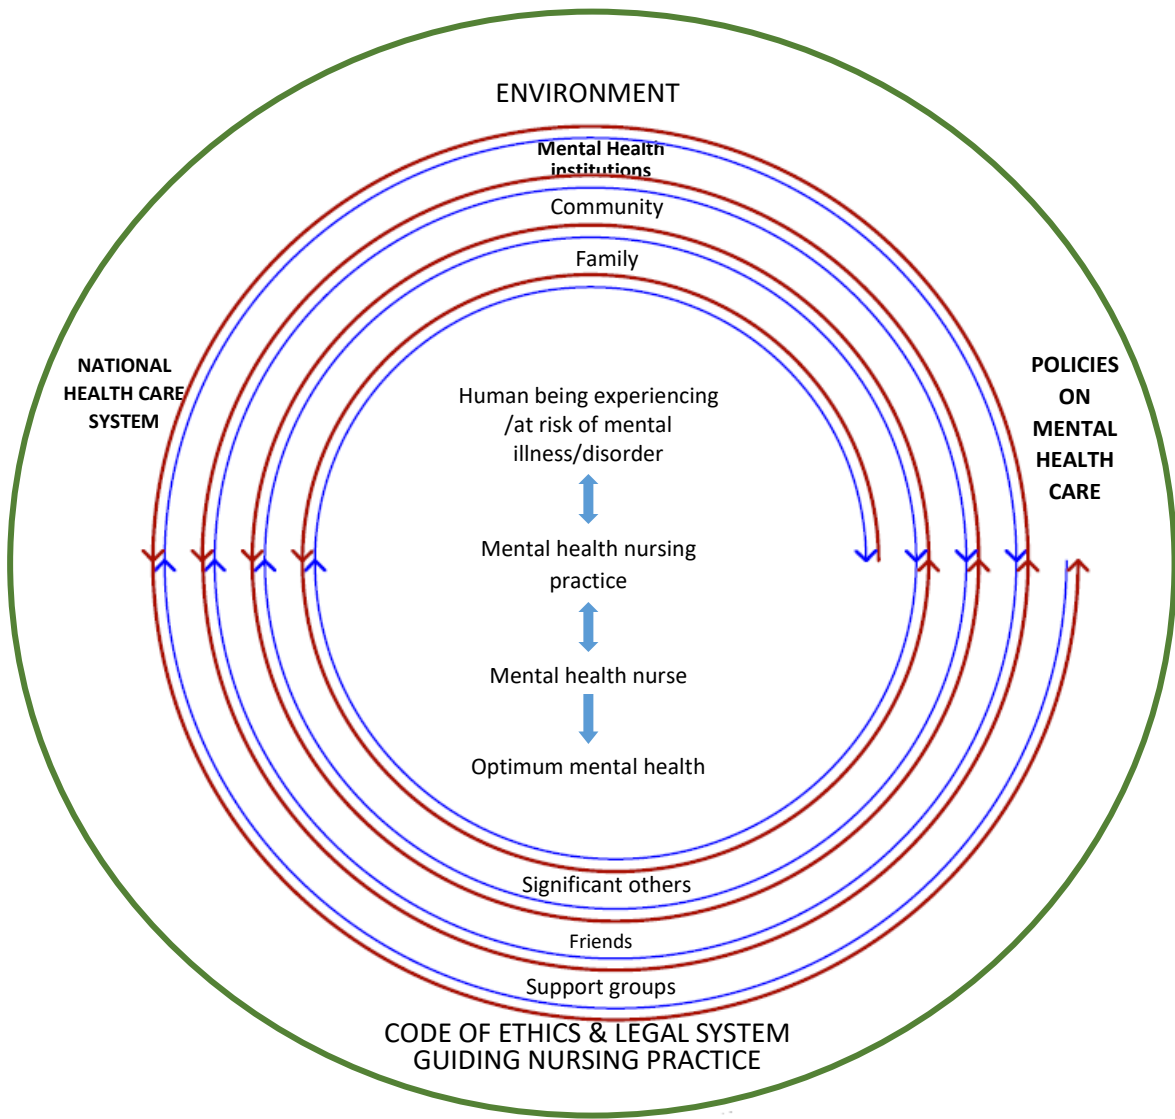 ENVIRONMENT
Mental Health
institutions
Community
Family
NATIONAL
HEALTH CARE
SYSTEM
POLICIES
ON
MENTAL
HEALTH
CARE
Human being experiencing
/at risk of mental
illness/disorder
Mental health nursing
practice
Mental health nurse
Optimum mental health
Significant others
Friends
Support groups
CODE OF ETHICS & LEGAL SYSTEM
GUIDING NURSING PRACTICE